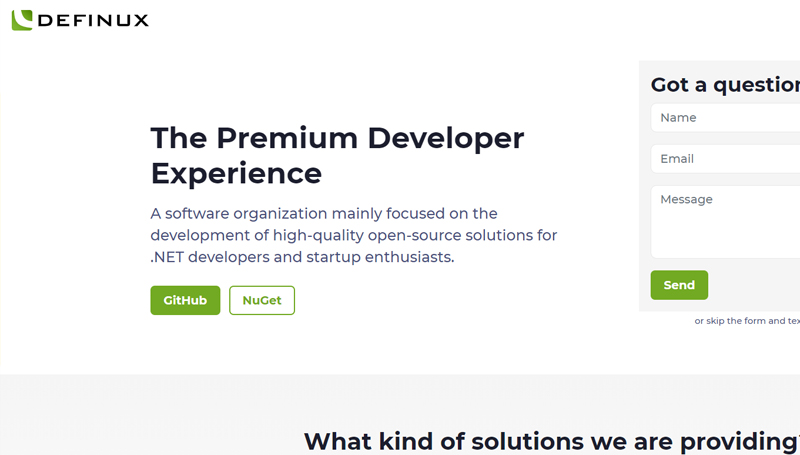 DEFINUX
The Premium Developer
Experience
A software organization mainly focused on the
development of high-quality open-source solutions for
.NET developers and startup enthusiasts.
GitHub
NuGet
Got a question
Name
Email
Message
Send
or skip the form and tex
What kind of solutions we are providing?